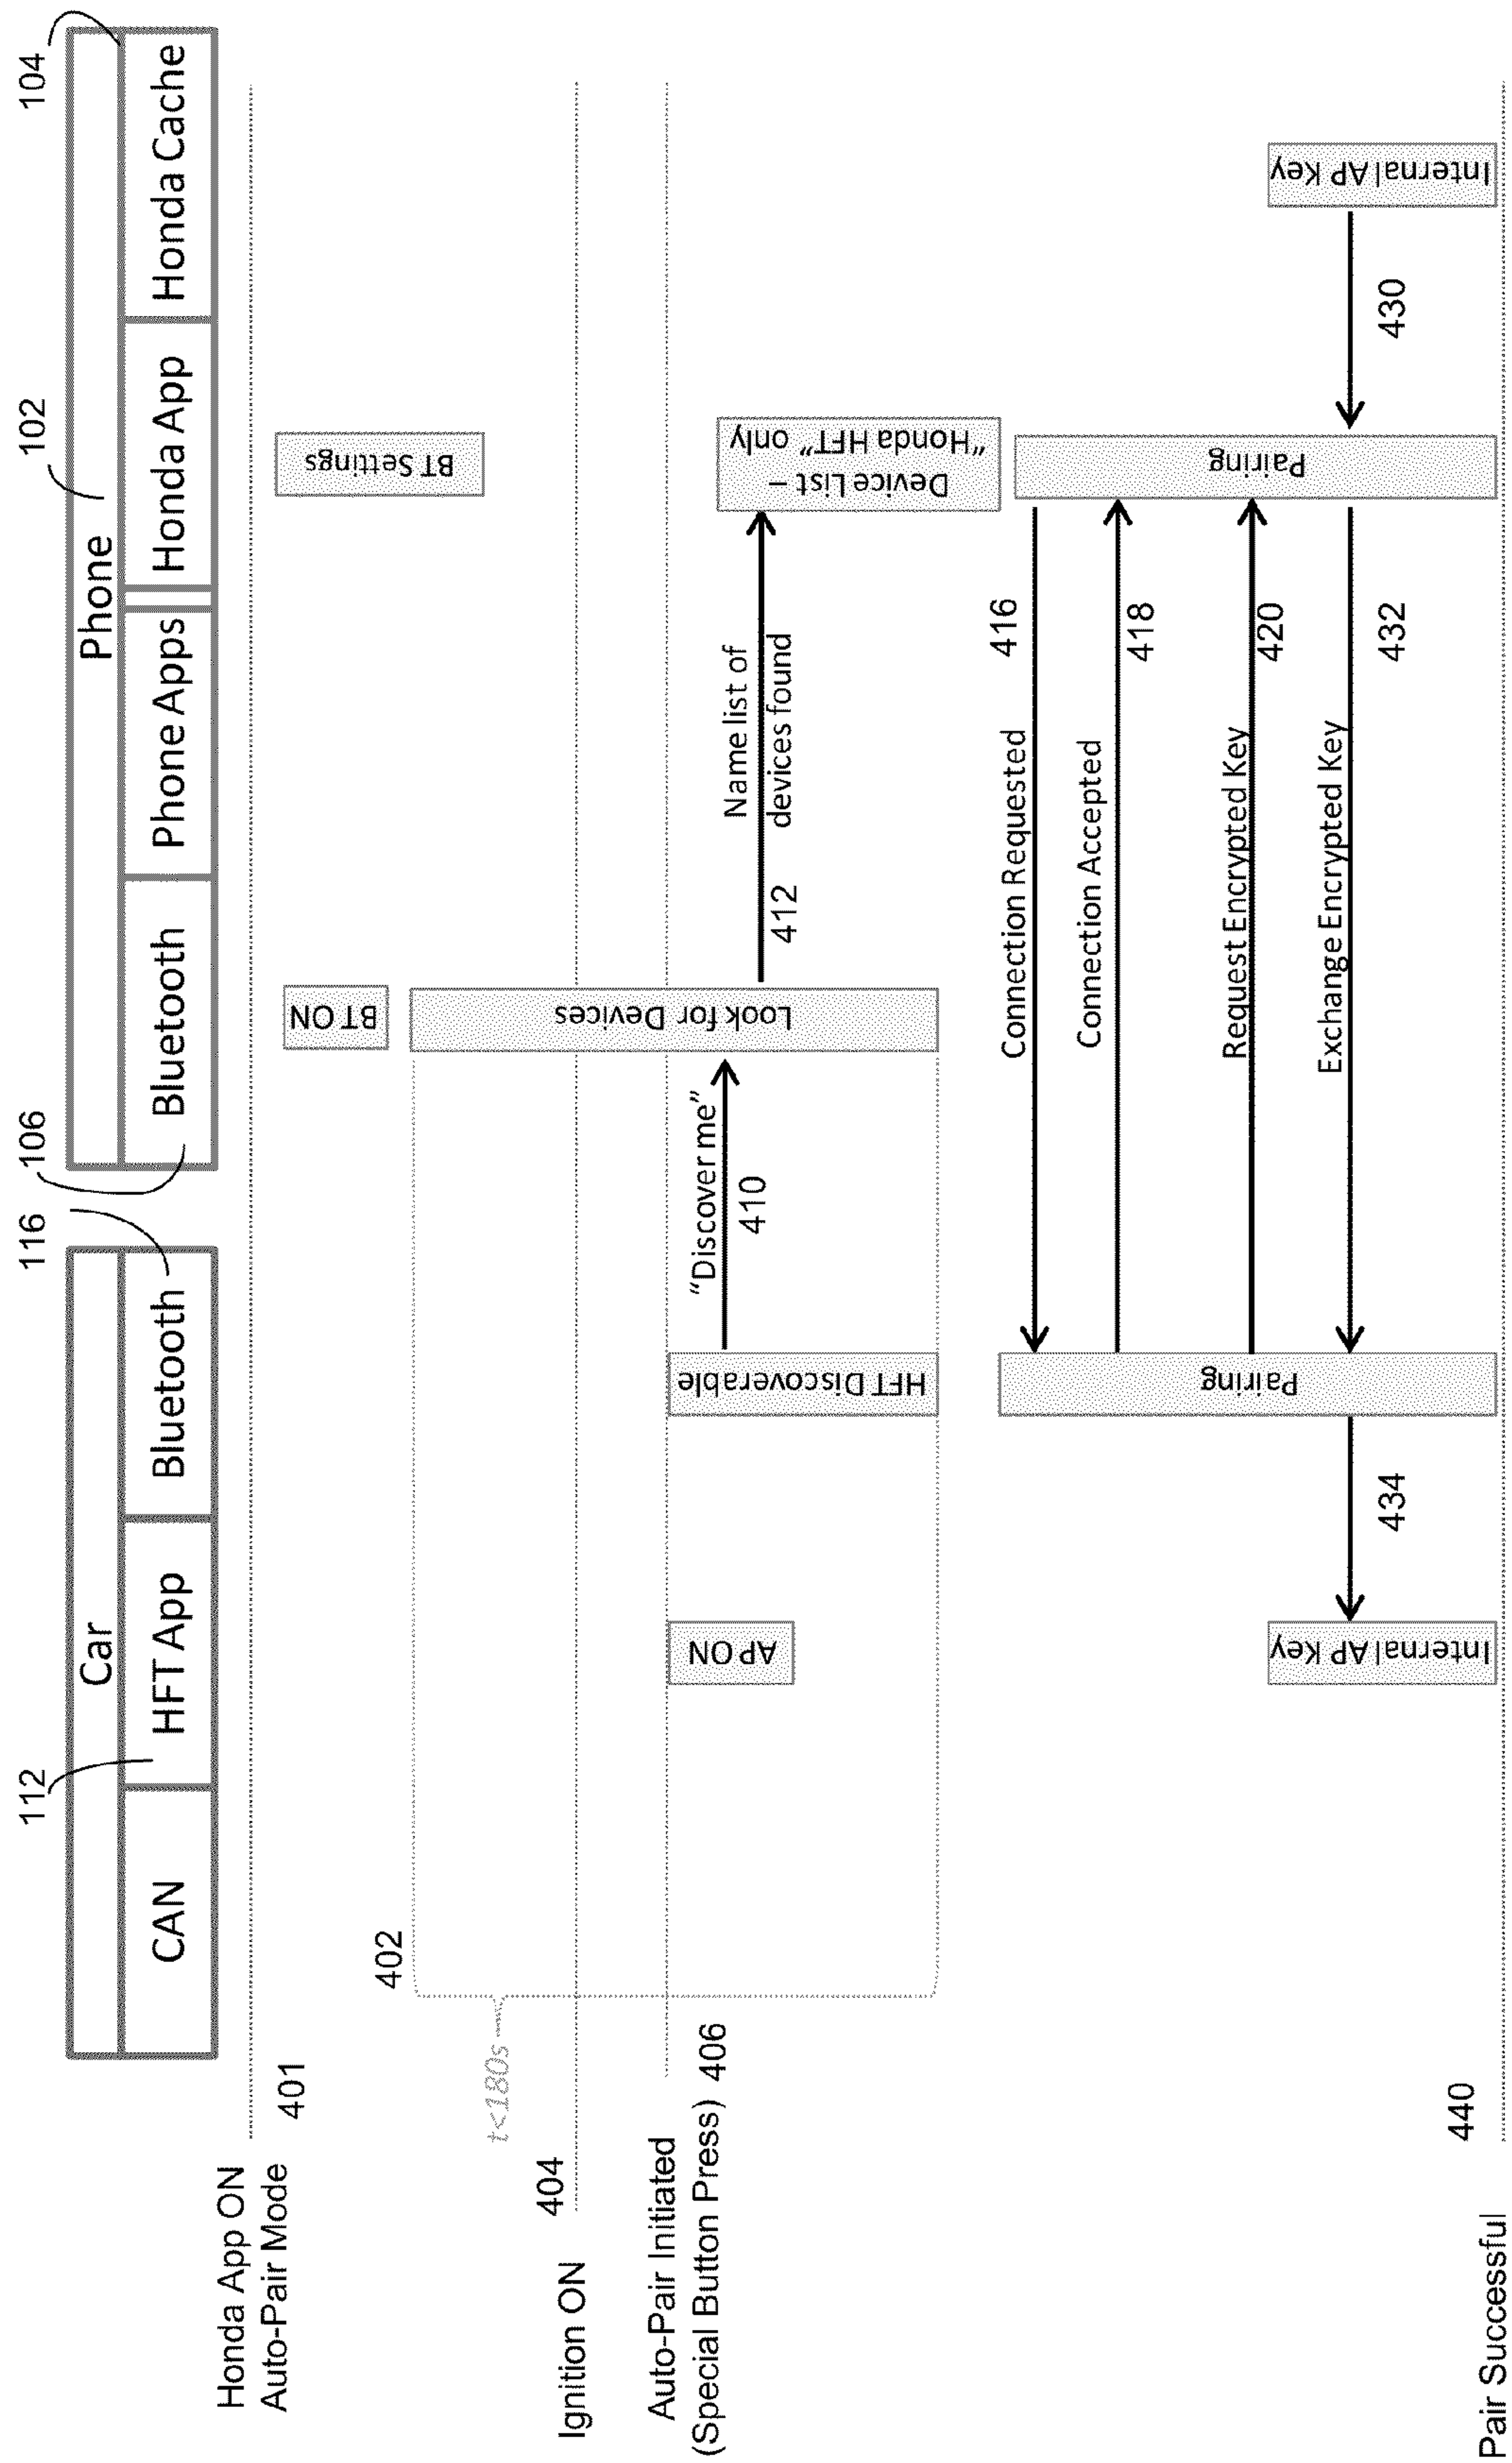 Car
Phone
CAN
HFT App
Bluetooth
Bluetooth
Phone Apps
Honda App
Honda Cache
112
116
106
102
104
Honda App ON
Auto-Pair Mode
401
BT ON
BT Settings
402
t<180s
Ignition ON
404
Auto-Pair Initiated
(Special Button Press)
406
AP ON
HFT Discoverable
"Discover me"
410
Look for Devices
Name list of
devices found
412
Device List –
"Honda HFT" only
Pairing
Pairing
Connection Requested
416
Connection Accepted
418
Request Encrypted Key
420
Exchange Encrypted Key
432
Internal AP Key
430
434
Internal AP Key
Pair Successful
440